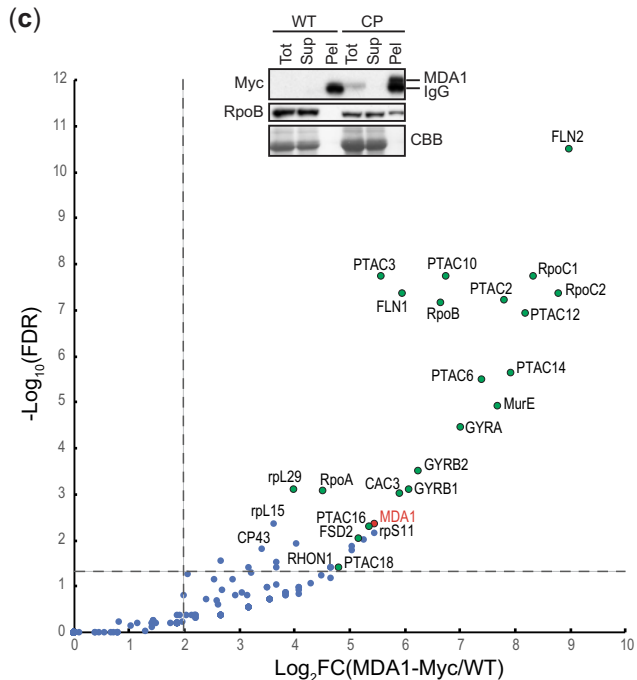 (c)
WT CP
Tot Sup Pel Tot Sup Pel
Myc MDA1
IgG
RpoB
CBB
12
11
10
9
8
7
6
5
4
3
2
1
0
-Log10(FDR)
FLN2
PTAC3 PTAC10 RpoC1
FLN1 RpoB PTAC2 RpoC2
PTAC12
PTAC6 PTAC14
MurE
GYRA
GYRB2
rpL29 RpoA CAC3 GYRB1
rpL15 PTAC16 MDA1
CP43 FSD2 rpS11
RHON1 PTAC18
0 1 2 3 4 5 6 7 8 9 10
Log2FC(MDA1-Myc/WT)